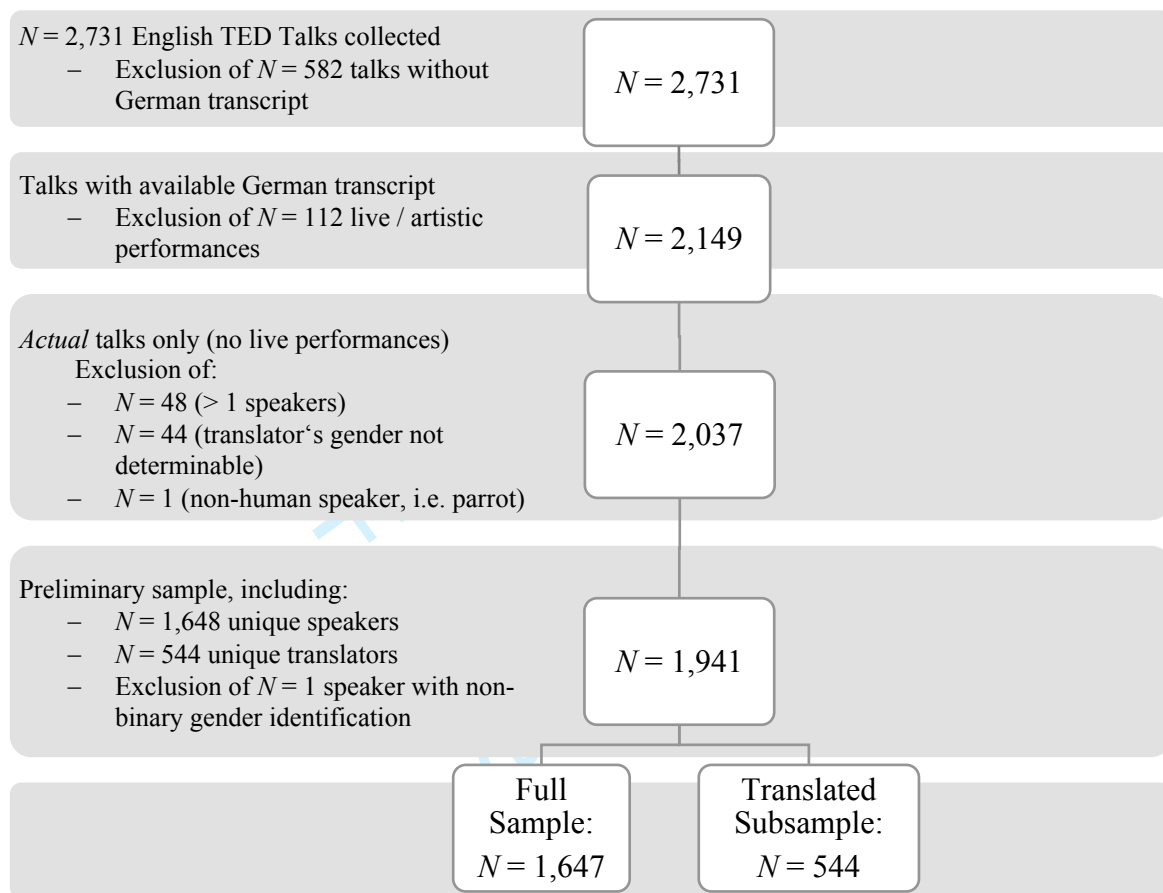 N = 2,731 English TED Talks collected
– Exclusion of N = 582 talks without
German transcript
N = 2,731
Talks with available German transcript
– Exclusion of N = 112 live / artistic
performances
N = 2,149
Actual talks only (no live performances)
Exclusion of:
– N = 48 (> 1 speakers)
– N = 44 (translator‘s gender not
determinable)
– N = 1 (non-human speaker, i.e. parrot)
N = 2,037
Preliminary sample, including:
– N = 1,648 unique speakers
– N = 544 unique translators
– Exclusion of N = 1 speaker with non-
binary gender identification
N = 1,941
Full
Sample:
N = 1,647
Translated
Subsample:
N = 544